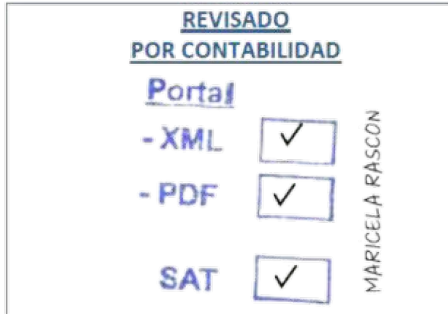 REVISADO
POR CONTABILIDAD
Portal
- XML ✓
- PDF ✓
SAT ✓
MARICELA RASCON